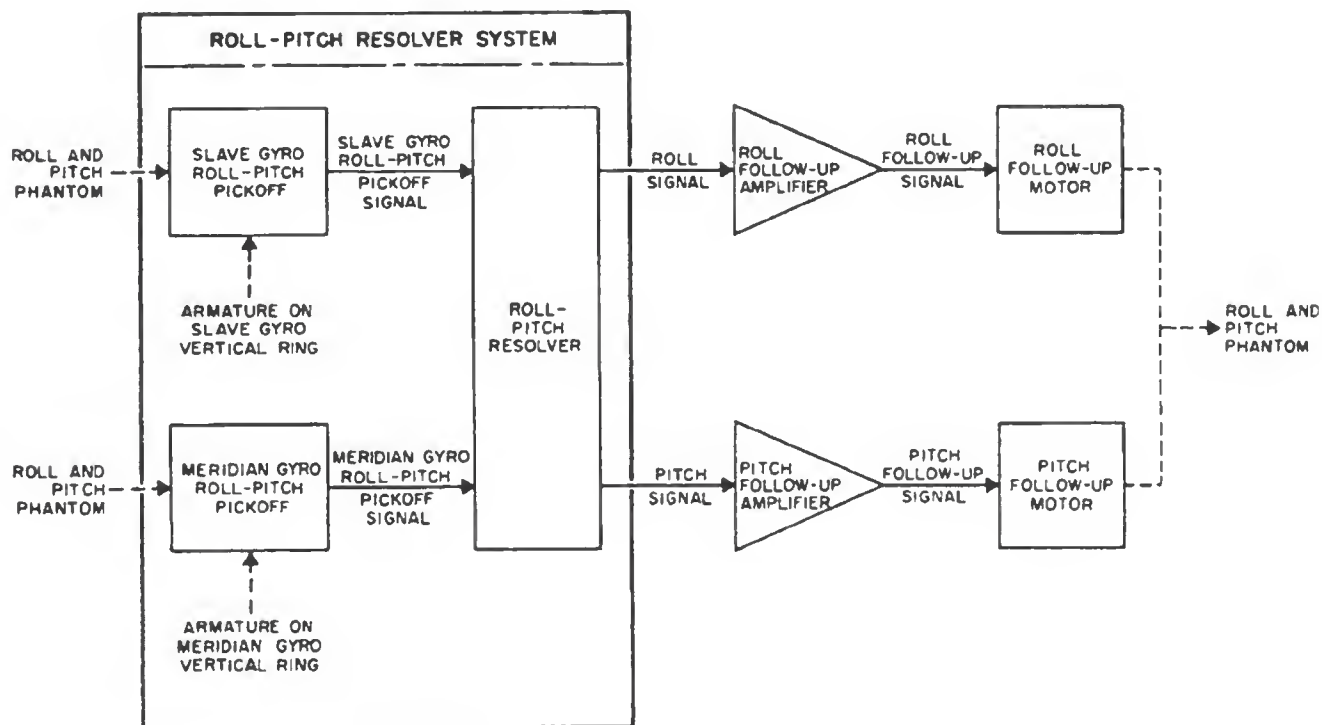 ROLL-PITCH RESOLVER SYSTEM
ROLL AND
PITCH
PHANTOM
SLAVE GYRO
ROLL-PITCH
PICKOFF
SLAVE GYRO
ROLL-PITCH
PICKOFF
SIGNAL
ARMATURE ON
SLAVE GYRO
VERTICAL RING
ROLL-
PITCH
RESOLVER
ROLL
SIGNAL
ROLL
FOLLOW-UP
AMPLIFIER
ROLL
FOLLOW-UP
SIGNAL
ROLL
FOLLOW-UP
MOTOR
ROLL AND
PITCH
PHANTOM
ROLL AND
PITCH
PHANTOM
MERIDIAN GYRO
ROLL-PITCH
PICKOFF
MERIDIAN GYRO
ROLL-PITCH
PICKOFF
SIGNAL
ARMATURE ON
MERIDIAN GYRO
VERTICAL RING
PITCH
SIGNAL
PITCH
FOLLOW-UP
AMPLIFIER
PITCH
FOLLOW-UP
SIGNAL
PITCH
FOLLOW-UP
MOTOR